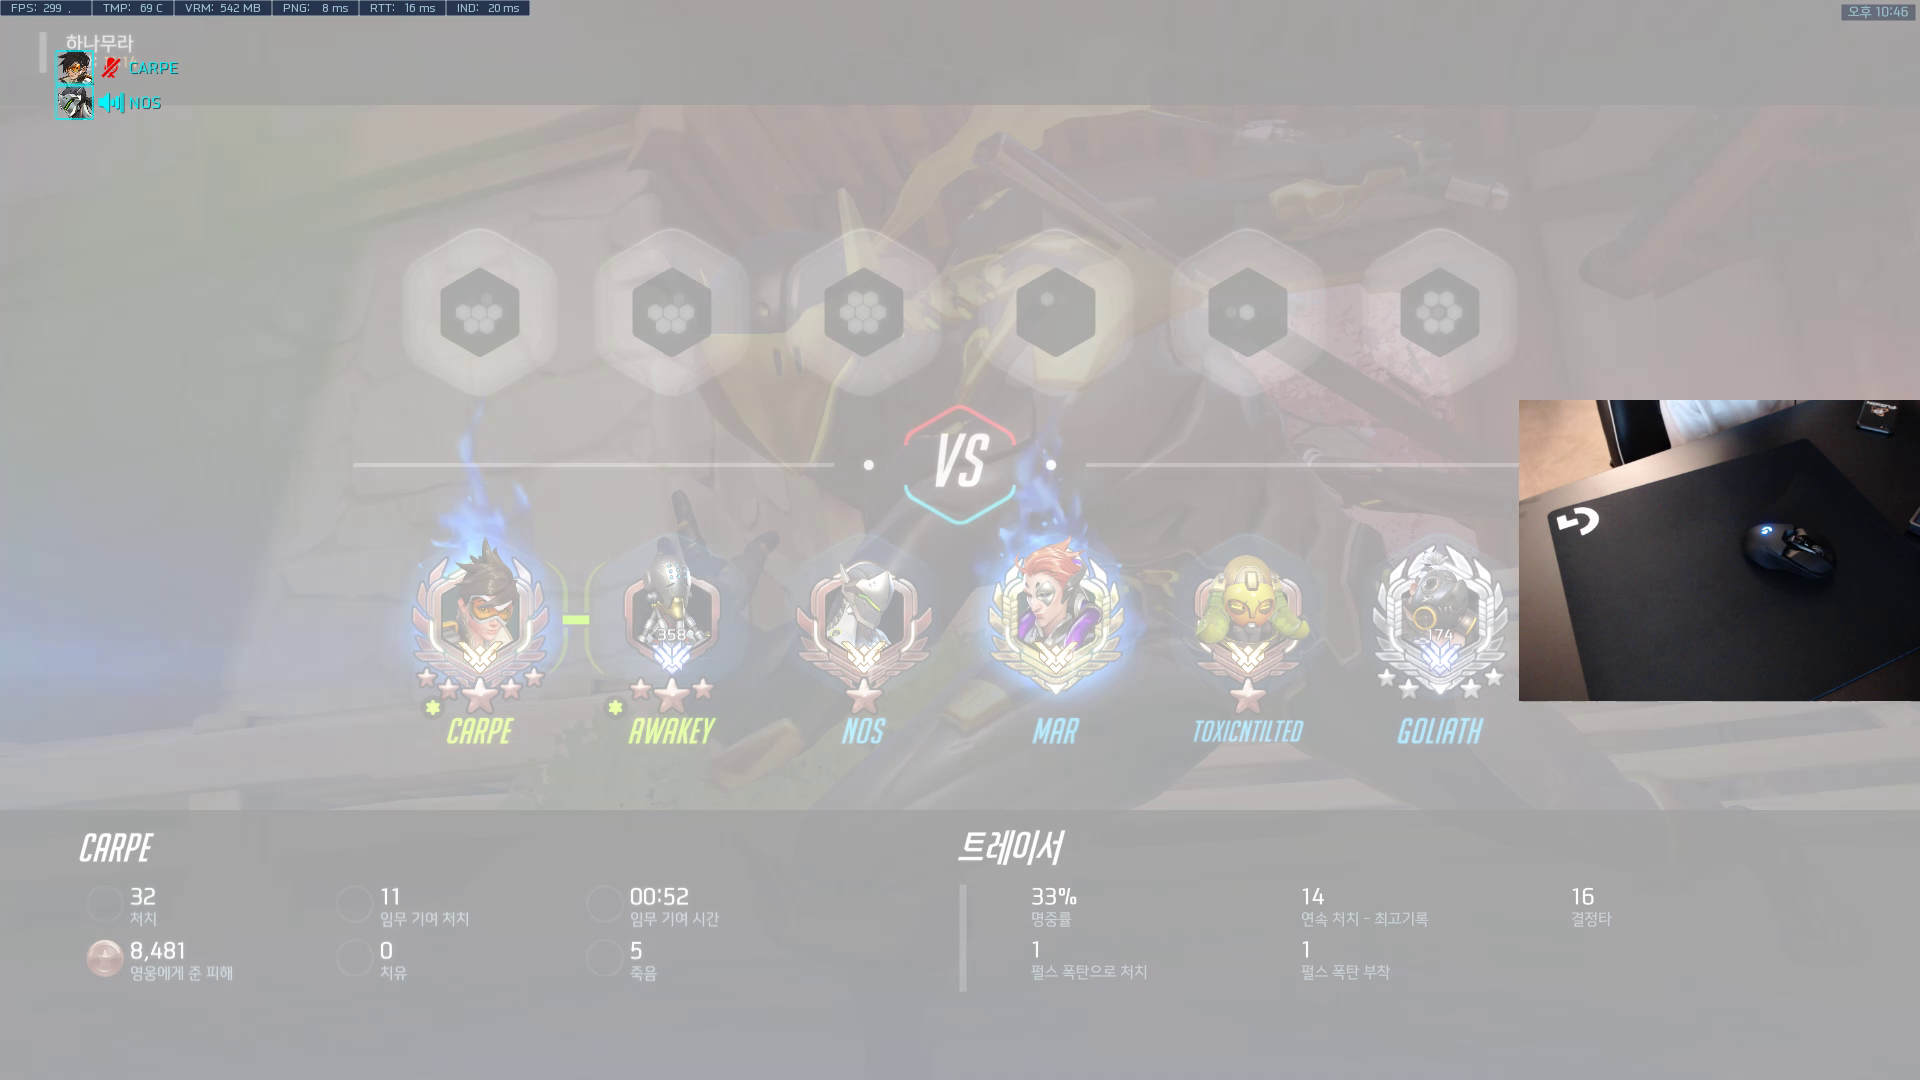 FPS: 299 . TMP: 69 C VRM: 542 MB PNG: 8 ms RTT: 16 ms IND: 20 ms
오후 10:46
하나무라
CARPE
NOS
VS
358
174
CARPE AWAKEY NOS MAR TOXICNTILTED GOLIATH
CARPE
32
처치
11
임무 기여 처치
00:52
임무 기여 시간
8,481
영웅에게 준 피해
0
치유
5
죽음
트레이서
33%
명중률
14
연속 처치 - 최고기록
16
결정타
1
펄스 폭탄으로 처치
1
펄스 폭탄 부착